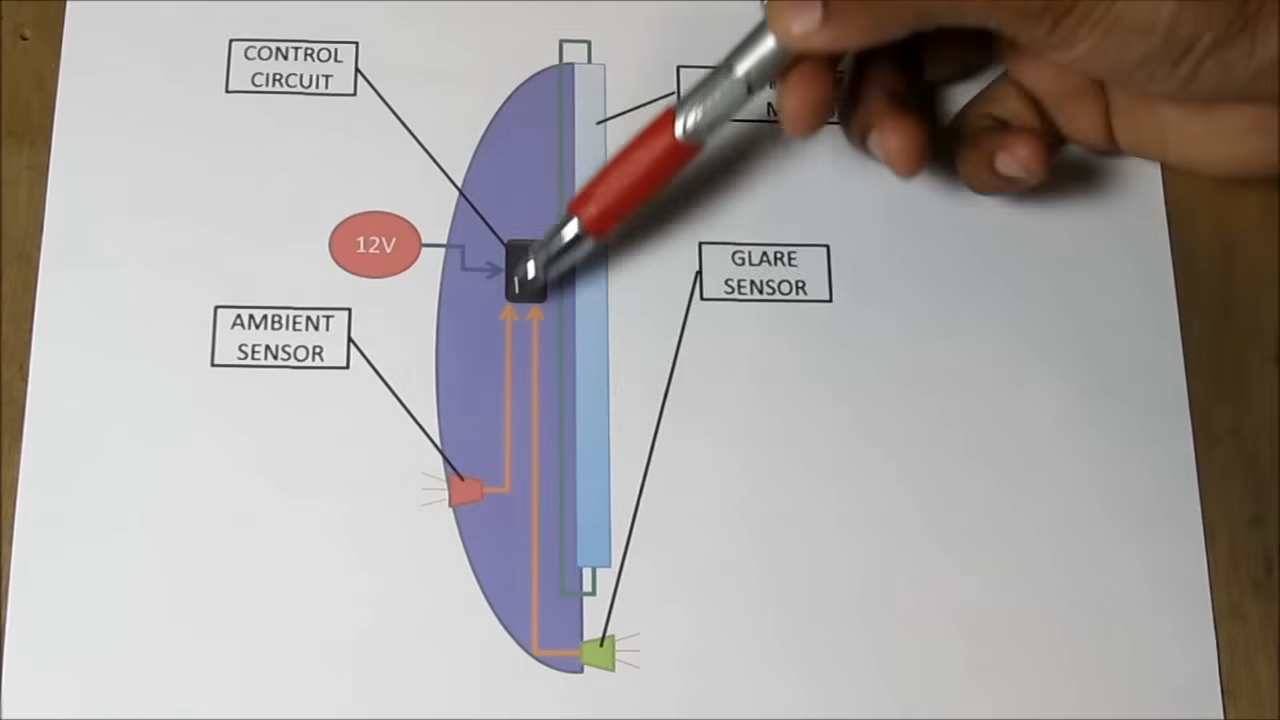 CONTROL
CIRCUIT
12V
AMBIENT
SENSOR
GLARE
SENSOR